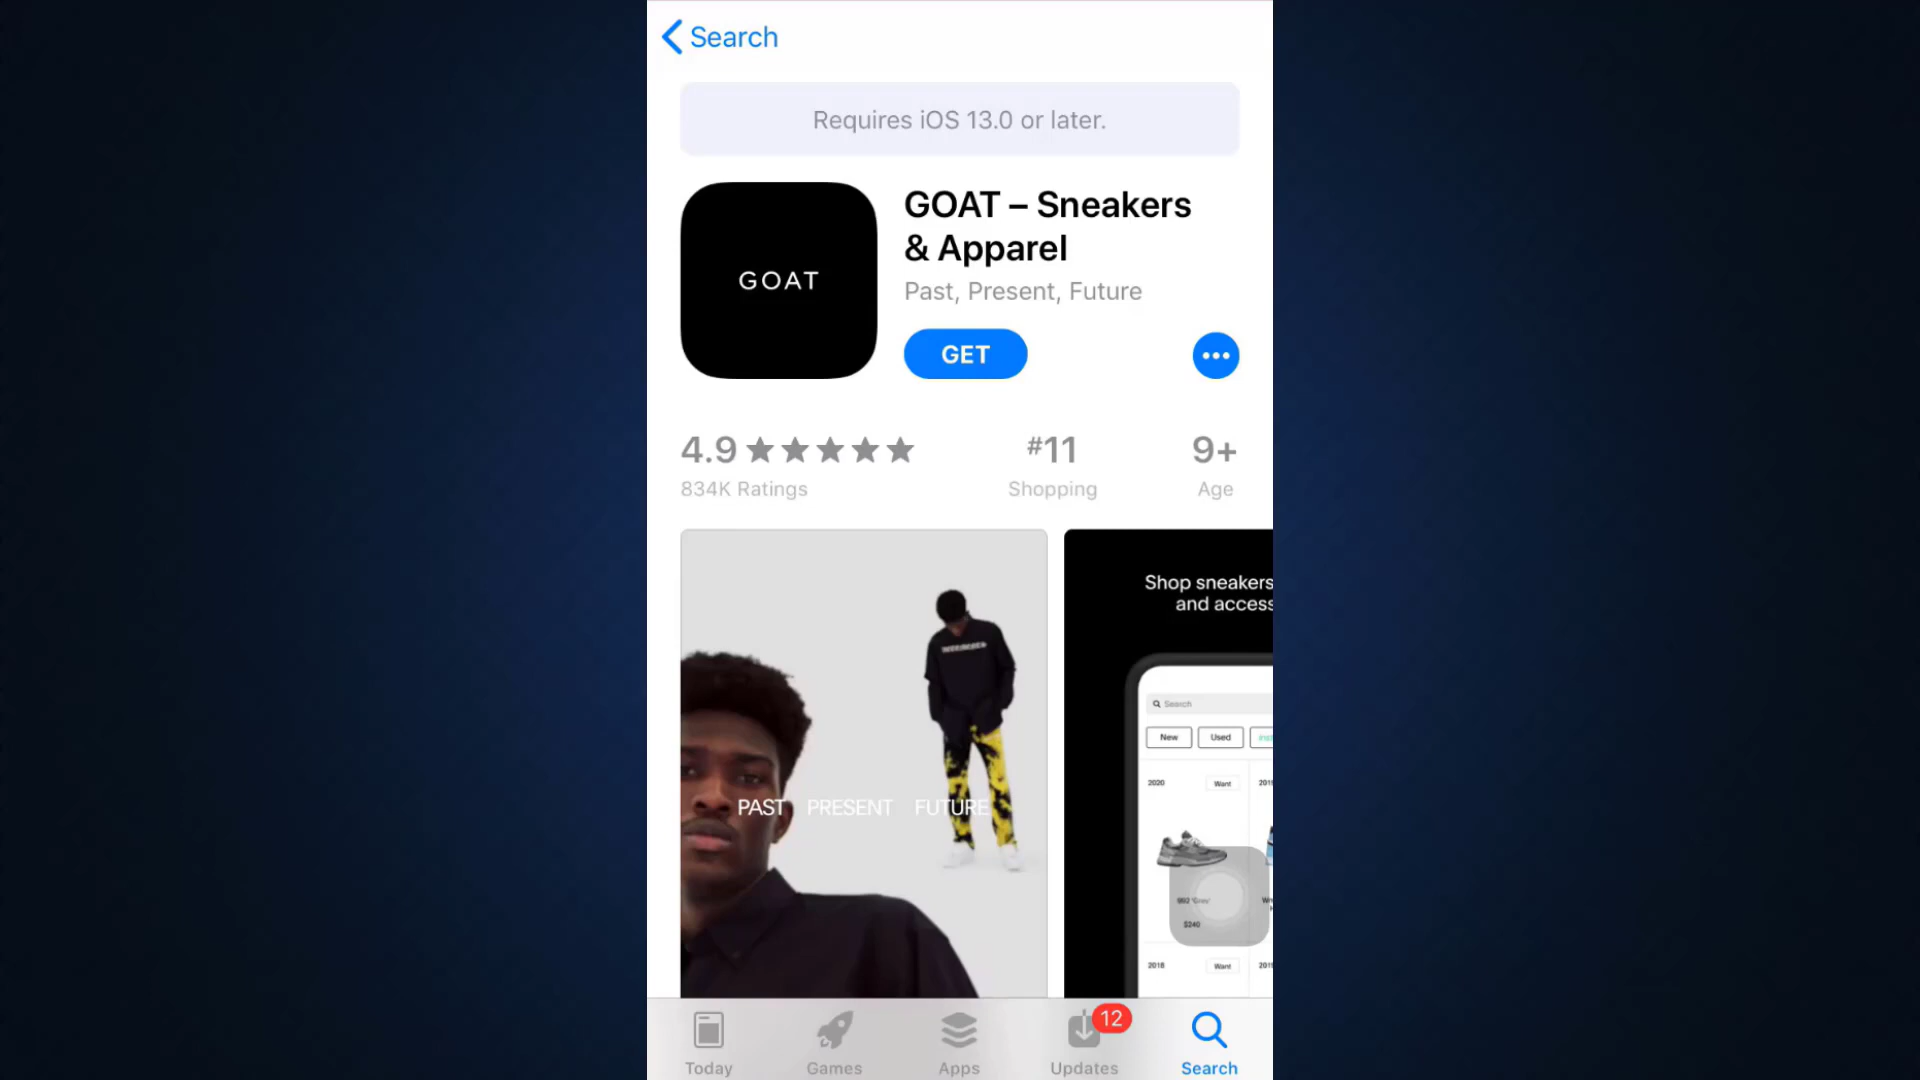 Search
Requires iOS 13.0 or later.
GOAT
GOAT – Sneakers
& Apparel
Past, Present, Future
GET
4.9
834K Ratings
#11
Shopping
9+
Age
PAST PRESENT FUTURE
Shop sneakers
and access
Search
New Used
2020 Want
992 'Grey'
$240
2018 Want
Today
Games
Apps
12
Updates
Search